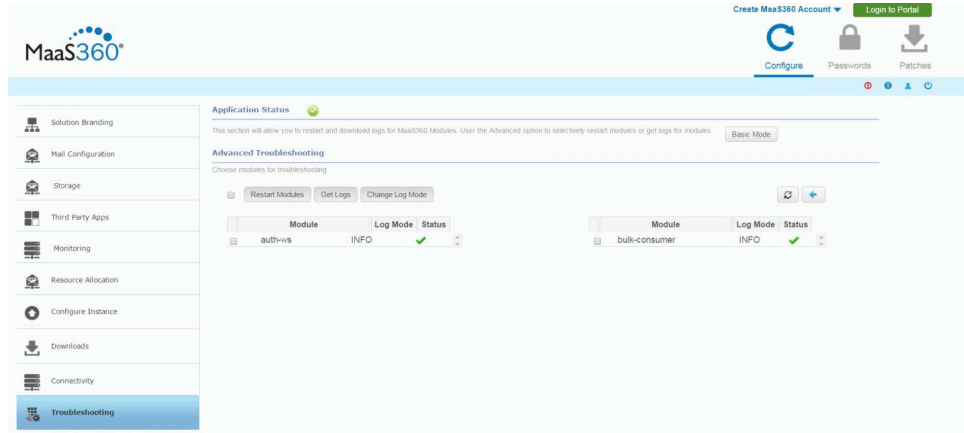 Create MaaS360 Account
Login to Portal
MaaS360®
Configure
Passwords
Patches
Solution Branding
Mail Configuration
Storage
Third Party Apps
Monitoring
Resource Allocation
Configure Instance
Downloads
Connectivity
Troubleshooting
Application Status
This section will allow you to restart and download logs for MaaS360 Modules. User the Advanced option to selectively restart modules or get logs for modules
Basic Mode
Advanced Troubleshooting
Choose modules for troubleshooting
Restart Modules
Get Logs
Change Log Mode
Module Log Mode Status
auth-ws INFO
Module Log Mode Status
bulk-consumer INFO